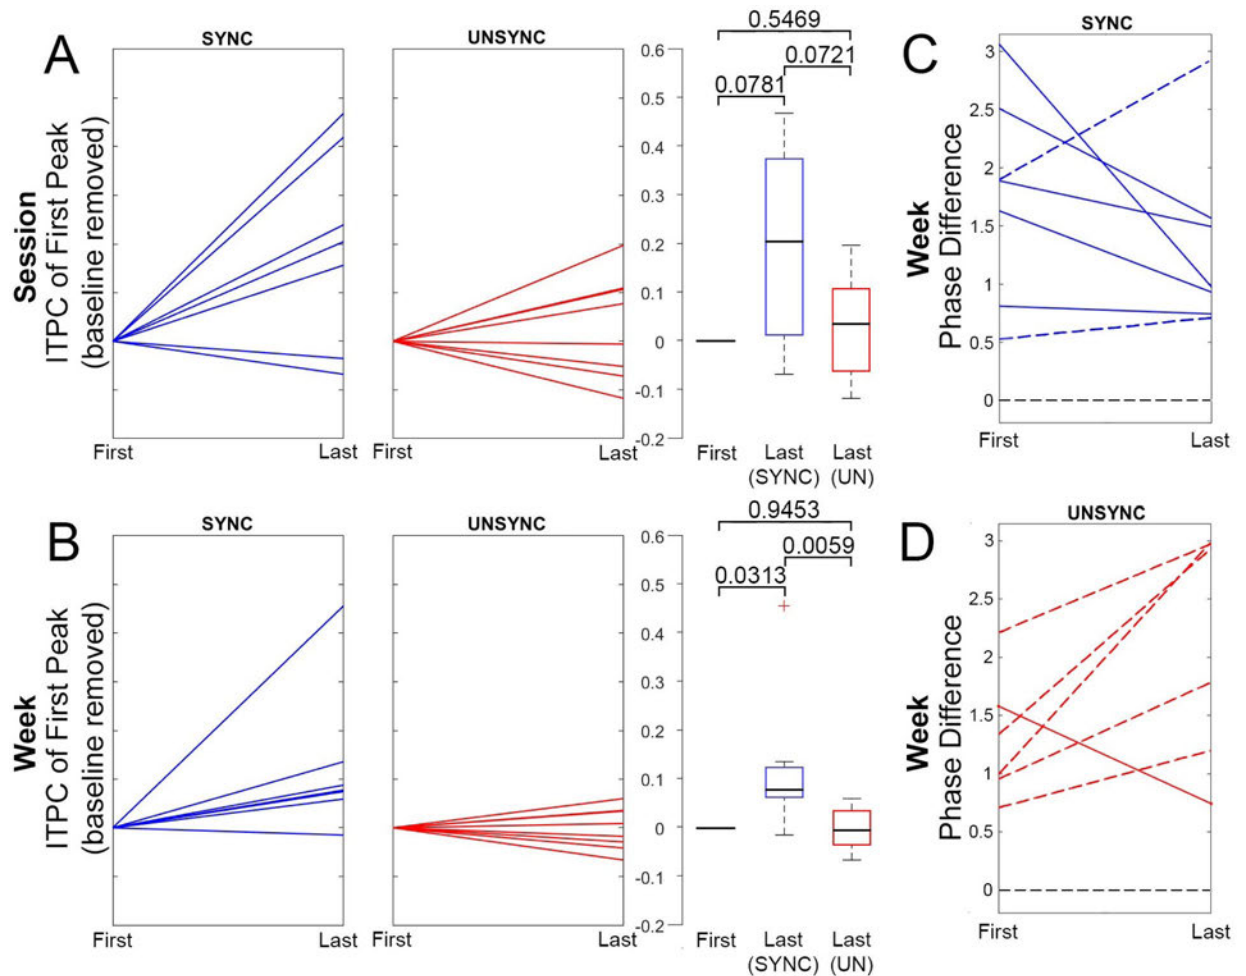 A
SYNC
UNSYNC
Session
ITPC of First Peak
(baseline removed)
0.6
0.5
0.4
0.3
0.2
0.1
0
-0.1
-0.2
First
Last
First
Last
0.5469
0.0721
0.0781
First
Last
(SYNC)
Last
(UN)
C
SYNC
Week
Phase Difference
3
2.5
2
1.5
1
0.5
0
First
Last
B
SYNC
UNSYNC
Week
ITPC of First Peak
(baseline removed)
0.6
0.5
0.4
0.3
0.2
0.1
0
-0.1
-0.2
First
Last
First
Last
0.9453
0.0059
0.0313
First
Last
(SYNC)
Last
(UN)
D
UNSYNC
Week
Phase Difference
3
2.5
2
1.5
1
0.5
0
First
Last